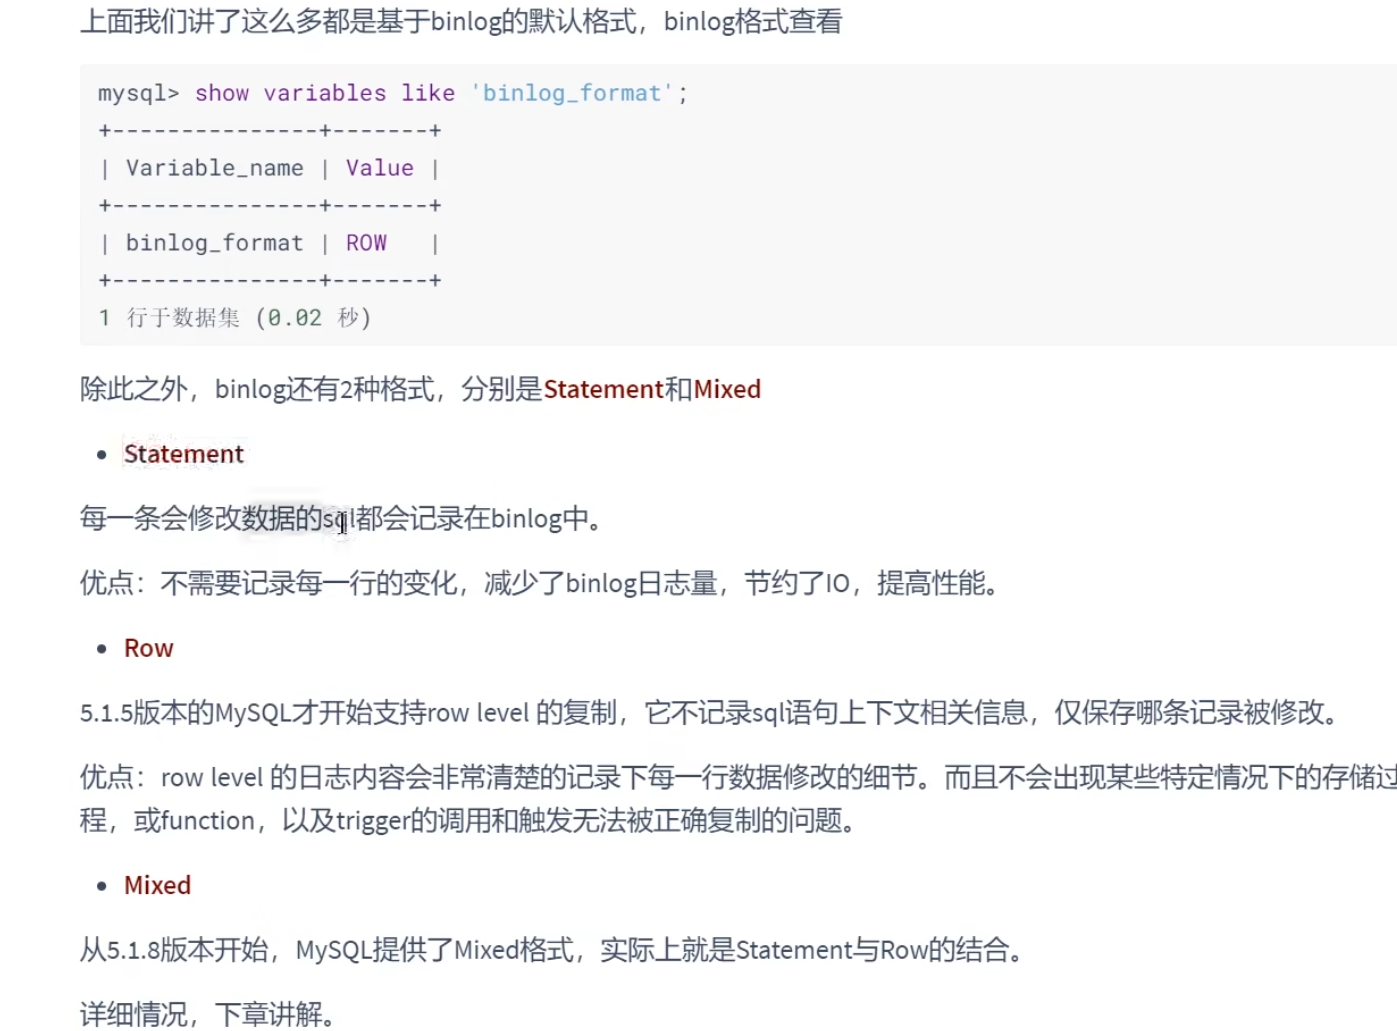 上面我们讲了这么多都是基于binlog的默认格式，binlog格式查看
mysql> show variables like 'binlog_format';
+---------------+-------+
| Variable_name | Value |
+---------------+-------+
| binlog_format | ROW   |
+---------------+-------+
1 行于数据集 (0.02 秒)
除此之外，binlog还有2种格式，分别是Statement和Mixed
• Statement
每一条会修改数据的sql都会记录在binlog中。
优点：不需要记录每一行的变化，减少了binlog日志量，节约了IO，提高性能。
• Row
5.1.5版本的MySQL才开始支持row level 的复制，它不记录sql语句上下文相关信息，仅保存哪条记录被修改。
优点：row level 的日志内容会非常清楚的记录下每一行数据修改的细节。而且不会出现某些特定情况下的存储过
程，或function，以及trigger的调用和触发无法被正确复制的问题。
• Mixed
从5.1.8版本开始，MySQL提供了Mixed格式，实际上就是Statement与Row的结合。
详细情况，下章讲解。